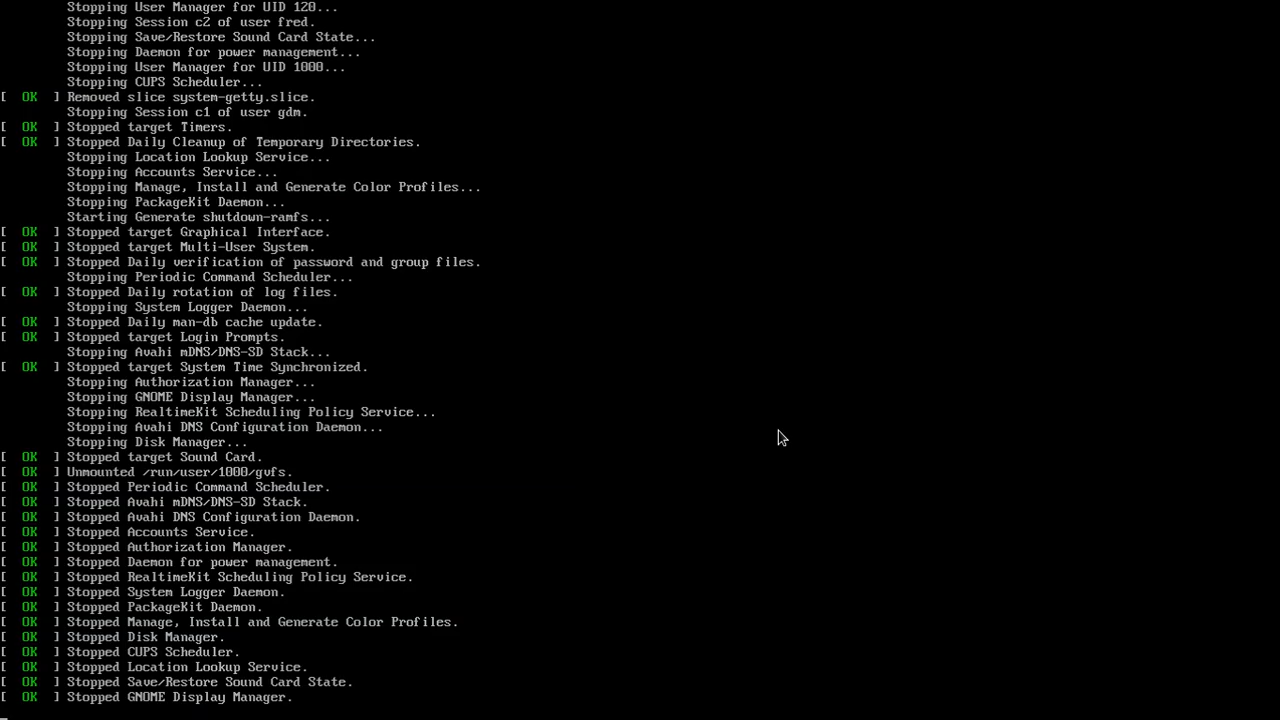 Stopping User Manager for UID 120...
Stopping Session c2 of user fred.
Stopping Save/Restore Sound Card State...
Stopping Daemon for power management...
Stopping User Manager for UID 1000...
Stopping CUPS Scheduler...
[  OK  ] Removed slice system-getty.slice.
Stopping Session c1 of user gdm.
[  OK  ] Stopped target Timers.
[  OK  ] Stopped Daily Cleanup of Temporary Directories.
Stopping Location Lookup Service...
Stopping Accounts Service...
Stopping Manage, Install and Generate Color Profiles...
Stopping PackageKit Daemon...
Starting Generate shutdown-ramfs...
[  OK  ] Stopped target Graphical Interface.
[  OK  ] Stopped target Multi-User System.
[  OK  ] Stopped Daily verification of password and group files.
Stopping Periodic Command Scheduler...
[  OK  ] Stopped Daily rotation of log files.
Stopping System Logger Daemon...
[  OK  ] Stopped Daily man-db cache update.
[  OK  ] Stopped target Login Prompts.
Stopping Avahi mDNS/DNS-SD Stack...
[  OK  ] Stopped target System Time Synchronized.
Stopping Authorization Manager...
Stopping GNOME Display Manager...
Stopping RealtimeKit Scheduling Policy Service...
Stopping Avahi DNS Configuration Daemon...
Stopping Disk Manager...
[  OK  ] Stopped target Sound Card.
[  OK  ] Unmounted /run/user/1000/gvfs.
[  OK  ] Stopped Periodic Command Scheduler.
[  OK  ] Stopped Avahi mDNS/DNS-SD Stack.
[  OK  ] Stopped Avahi DNS Configuration Daemon.
[  OK  ] Stopped Accounts Service.
[  OK  ] Stopped Authorization Manager.
[  OK  ] Stopped Daemon for power management.
[  OK  ] Stopped RealtimeKit Scheduling Policy Service.
[  OK  ] Stopped System Logger Daemon.
[  OK  ] Stopped PackageKit Daemon.
[  OK  ] Stopped Manage, Install and Generate Color Profiles.
[  OK  ] Stopped Disk Manager.
[  OK  ] Stopped CUPS Scheduler.
[  OK  ] Stopped Location Lookup Service.
[  OK  ] Stopped Save/Restore Sound Card State.
[  OK  ] Stopped GNOME Display Manager.